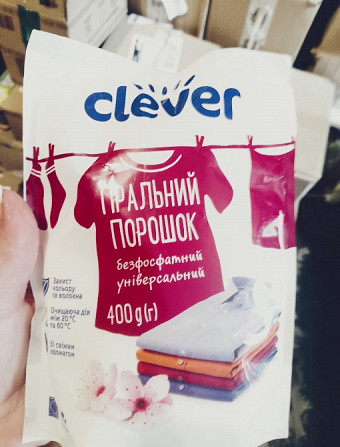 clever
ПРАЛЬНИЙ
ПОРОШОК
безфосфатний
універсальний
400 g(г)
Захист
кольору
та волокна
Очищаюча дія
між 20 °C
та 60 °C
Зі свіжим
ароматом